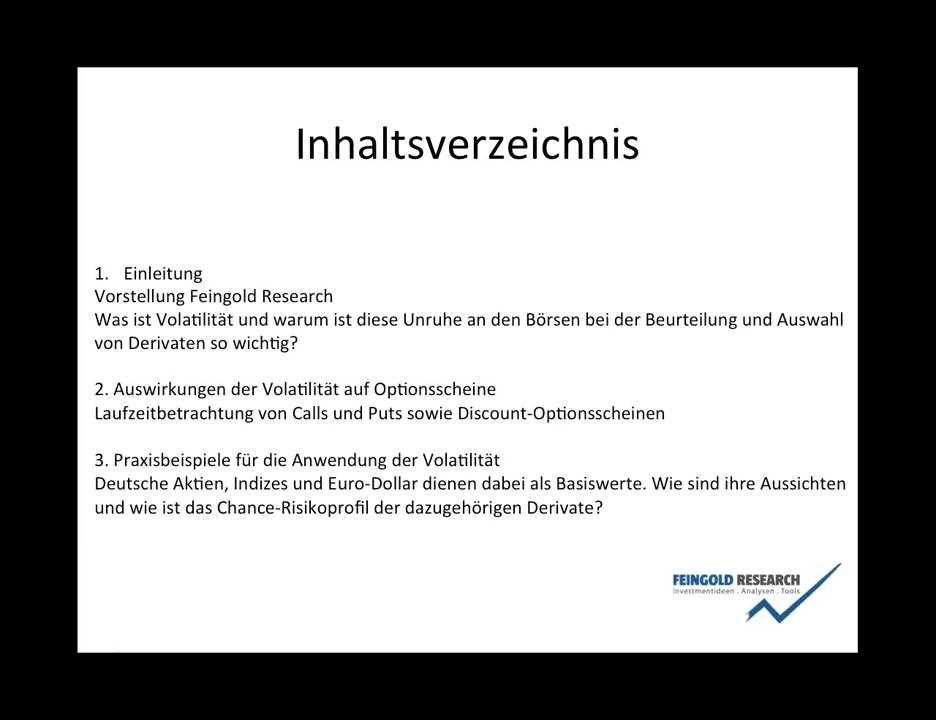 Inhaltsverzeichnis
1. Einleitung
Vorstellung Feingold Research
Was ist Volatilität und warum ist diese Unruhe an den Börsen bei der Beurteilung und Auswahl
von Derivaten so wichtig?
2. Auswirkungen der Volatilität auf Optionsscheine
Laufzeitbetrachtung von Calls und Puts sowie Discount-Optionsscheinen
3. Praxisbeispiele für die Anwendung der Volatilität
Deutsche Aktien, Indizes und Euro-Dollar dienen dabei als Basiswerte. Wie sind ihre Aussichten
und wie ist das Chance-Risikoprofil der dazugehörigen Derivate?
FEINGOLD RESEARCH
Investmentideen . Analysen . Tools